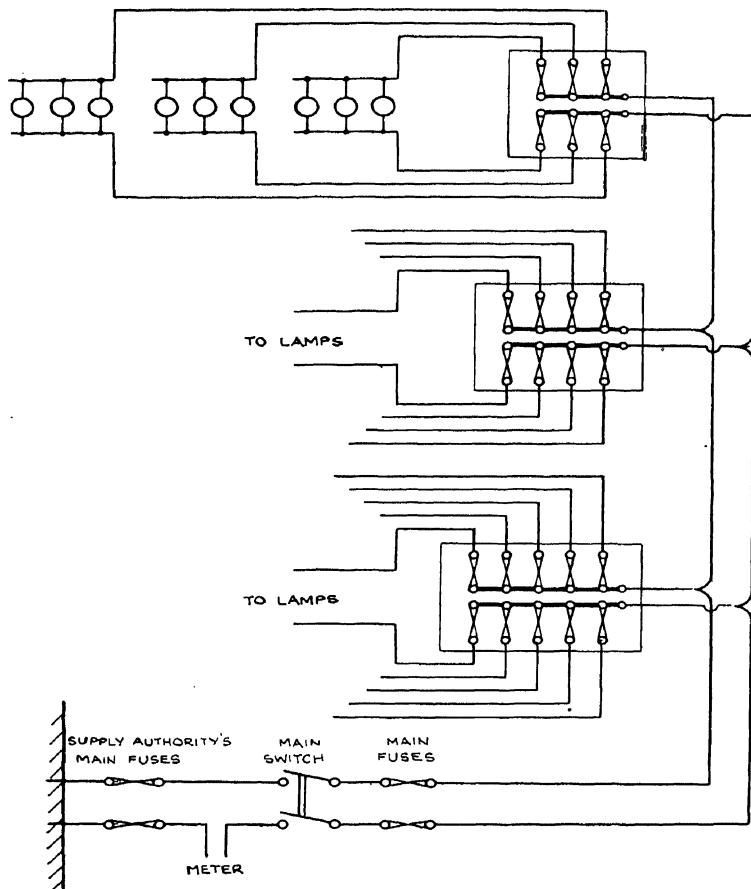 TO LAMPS
TO LAMPS
SUPPLY AUTHORITY'S
MAIN FUSES
MAIN
SWITCH
MAIN
FUSES
METER